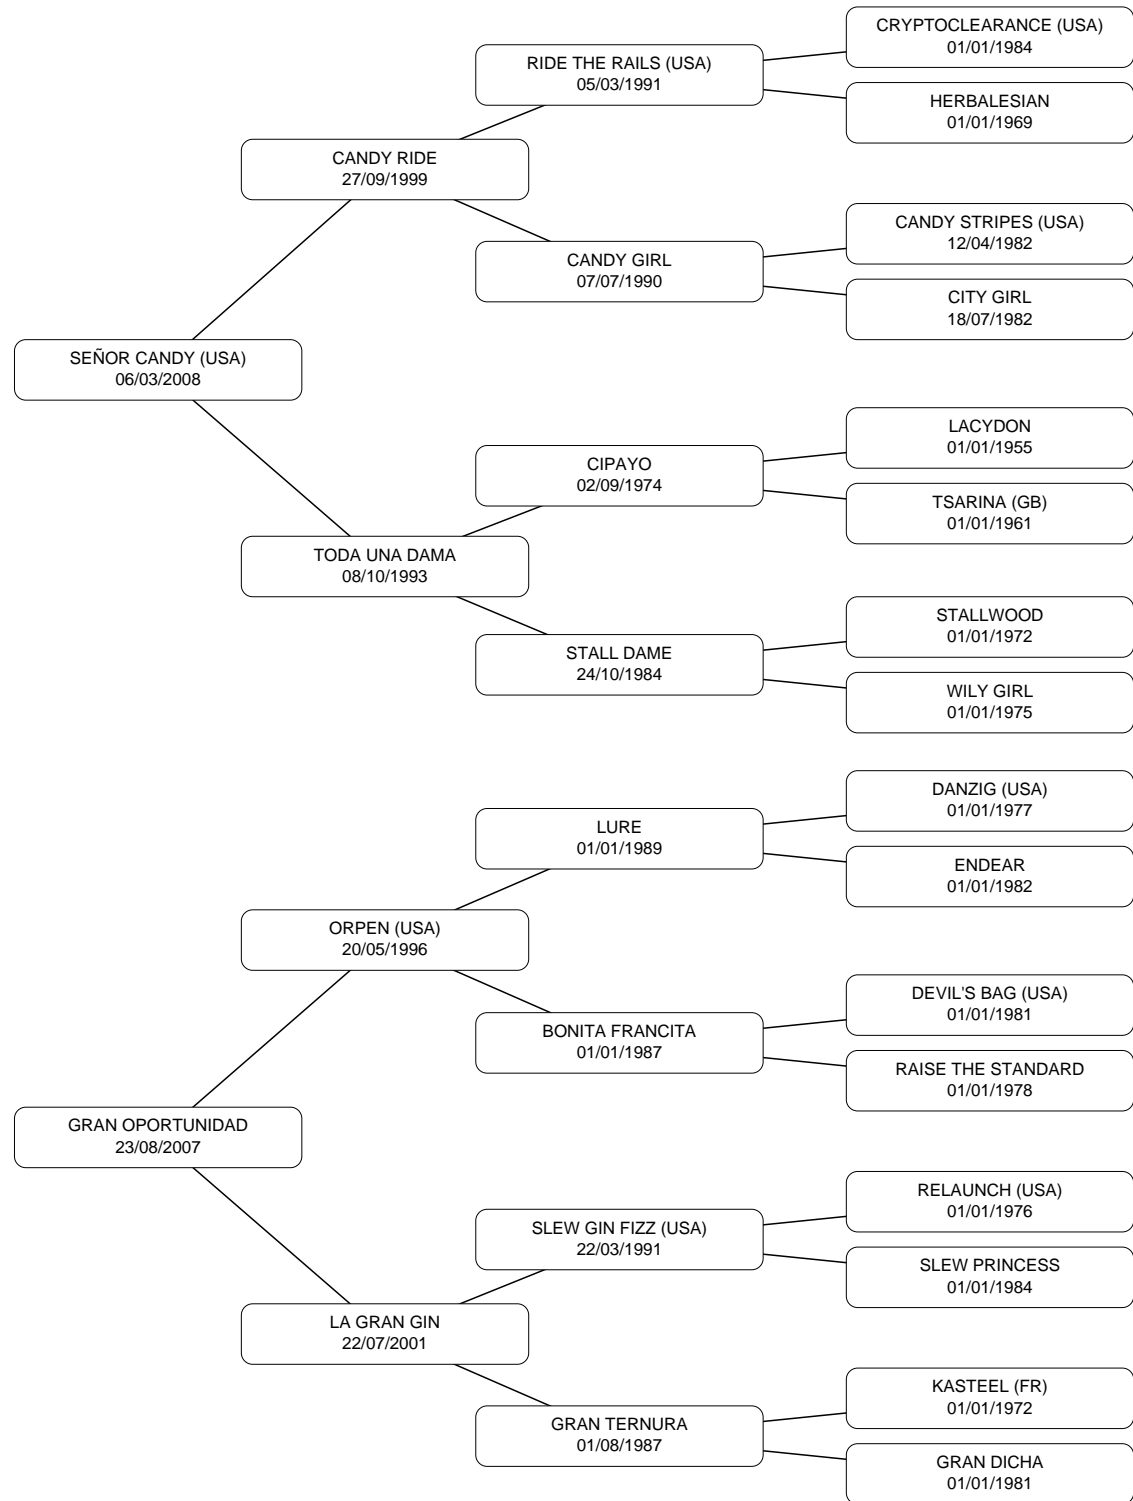 CRYPTOCLEARANCE (USA)
01/01/1984
RIDE THE RAILS (USA)
05/03/1991
HERBALESIAN
01/01/1969
CANDY RIDE
27/09/1999
CANDY STRIPES (USA)
12/04/1982
CANDY GIRL
07/07/1990
CITY GIRL
18/07/1982
SEÑOR CANDY (USA)
06/03/2008
LACYDON
01/01/1955
CIPAYO
02/09/1974
TSARINA (GB)
01/01/1961
TODA UNA DAMA
08/10/1993
STALLWOOD
01/01/1972
STALL DAME
24/10/1984
WILY GIRL
01/01/1975
DANZIG (USA)
01/01/1977
LURE
01/01/1989
ENDEAR
01/01/1982
ORPEN (USA)
20/05/1996
DEVIL'S BAG (USA)
01/01/1981
BONITA FRANCITA
01/01/1987
RAISE THE STANDARD
01/01/1978
GRAN OPORTUNIDAD
23/08/2007
RELAUNCH (USA)
01/01/1976
SLEW GIN FIZZ (USA)
22/03/1991
SLEW PRINCESS
01/01/1984
LA GRAN GIN
22/07/2001
KASTEEL (FR)
01/01/1972
GRAN TERNURA
01/08/1987
GRAN DICHA
01/01/1981